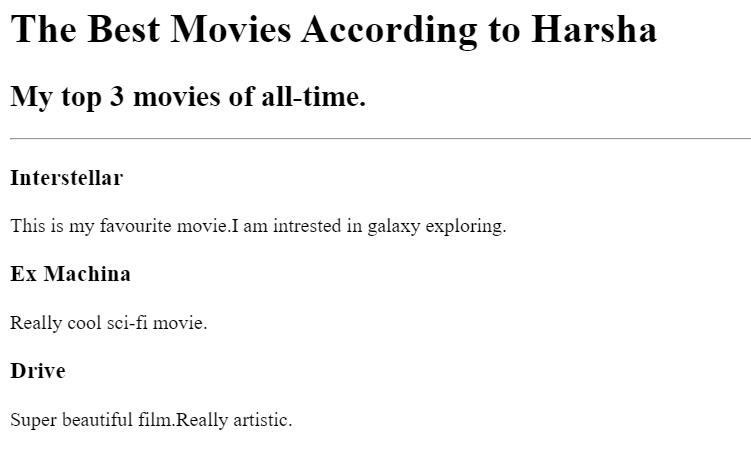 The Best Movies According to Harsha
My top 3 movies of all-time.
Interstellar
This is my favourite movie.I am intrested in galaxy exploring.
Ex Machina
Really cool sci-fi movie.
Drive
Super beautiful film.Really artistic.